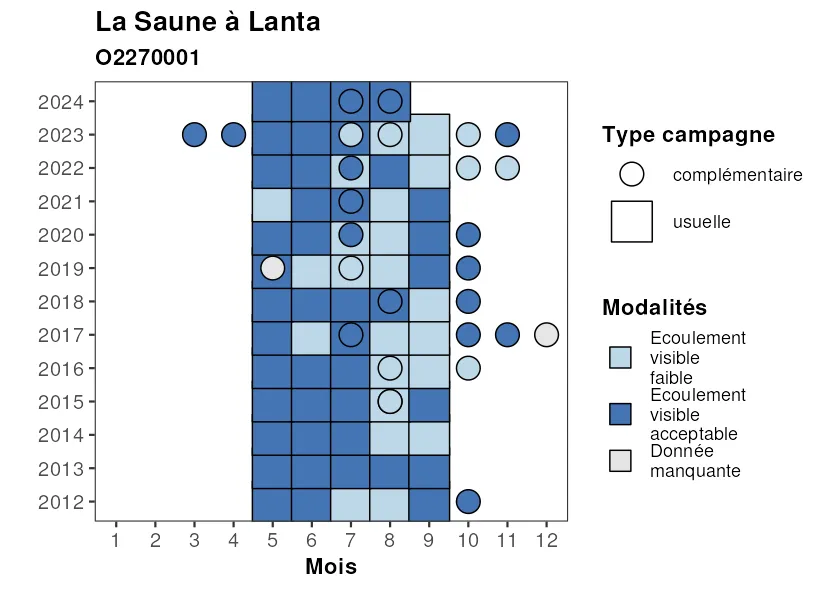 La Saune à Lanta
O2270001
2024
2023
2022
2021
2020
2019
2018
2017
2016
2015
2014
2013
2012
1 2 3 4 5 6 7 8 9 10 11 12
Mois
Type campagne
complémentaire
usuelle
Modalités
Ecoulement
visible
faible
Ecoulement
visible
acceptable
Donnée
manquante